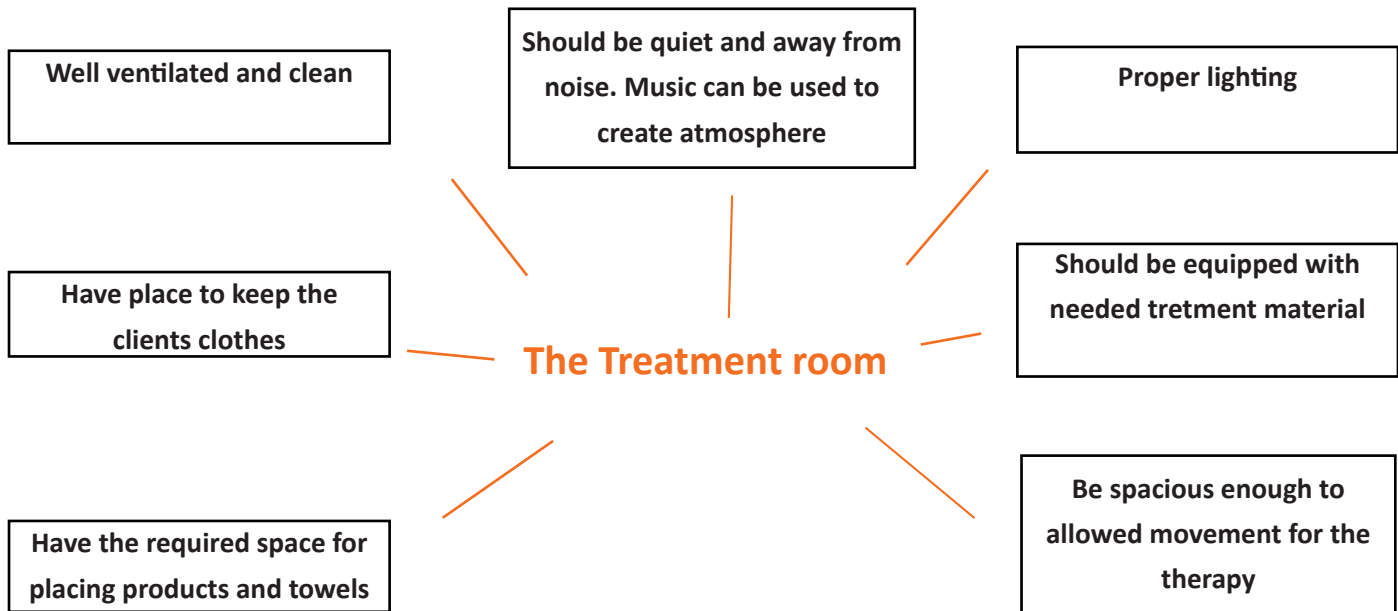 Well ventilated and clean
Should be quiet and away from
noise. Music can be used to
create atmosphere
Proper lighting
Have place to keep the
clients clothes
The Treatment room
Should be equipped with
needed tretment material
Have the required space for
placing products and towels
Be spacious enough to
allowed movement for the
therapy